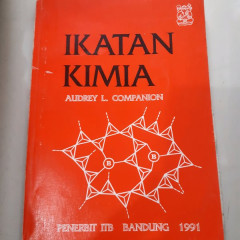 IKATAN
KIMIA
AUDREY L. COMPANION
B
B
PENERBIT ITB BANDUNG 1991